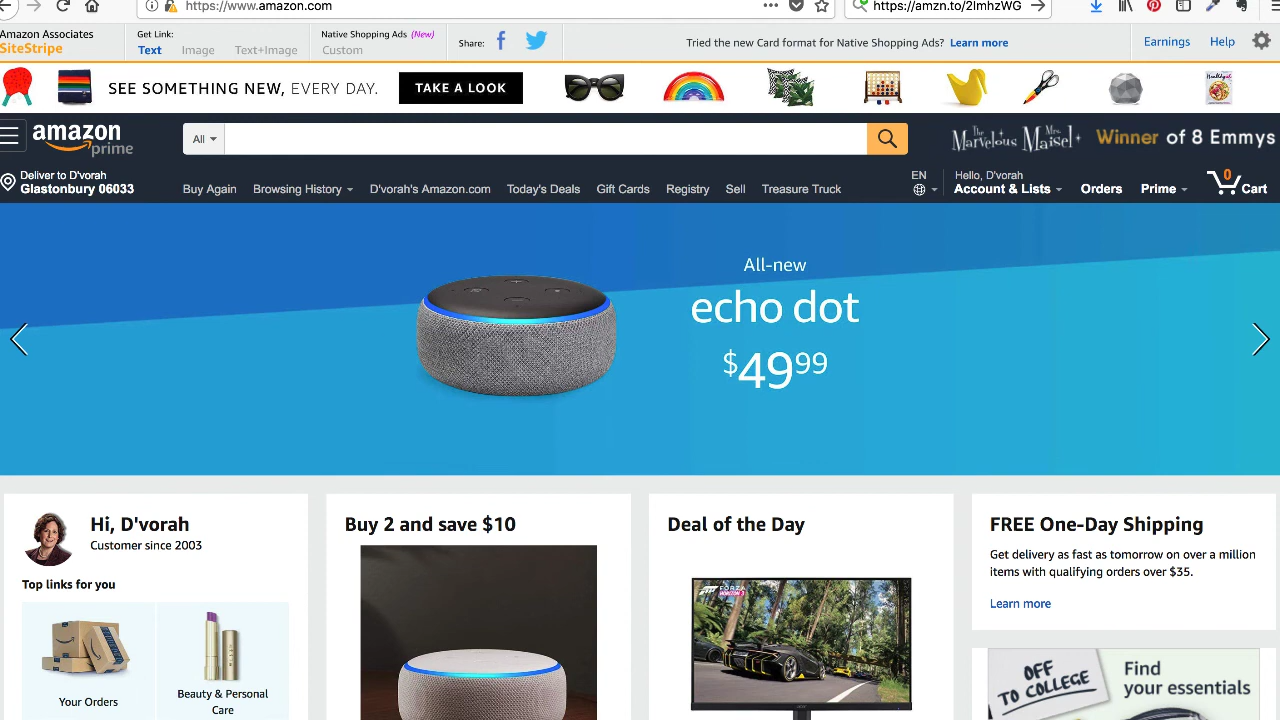 https://www.amazon.com
https://amzn.to/2ImhzWG
Amazon Associates
SiteStripe
Get Link:
Text Image Text+Image
Native Shopping Ads (New)
Custom
Share:
Tried the new Card format for Native Shopping Ads? Learn more
Earnings Help
SEE SOMETHING NEW, EVERY DAY. TAKE A LOOK
amazon
prime
All
The Marvelous Mrs. Maisel Winner of 8 Emmys
Deliver to D'vorah
Glastonbury 06033
Buy Again Browsing History D'vorah's Amazon.com Today's Deals Gift Cards Registry Sell Treasure Truck
EN
Hello, D'vorah
Account & Lists Orders Prime
0
Cart
All-new
echo dot
$49 99
Hi, D'vorah
Customer since 2003
Top links for you
Your Orders
Beauty & Personal
Care
Buy 2 and save $10
Deal of the Day
FORZA
HORIZON 3
FREE One-Day Shipping
Get delivery as fast as tomorrow on over a million
items with qualifying orders over $35.
Learn more
OFF
TO COLLEGE
Find
your essentials